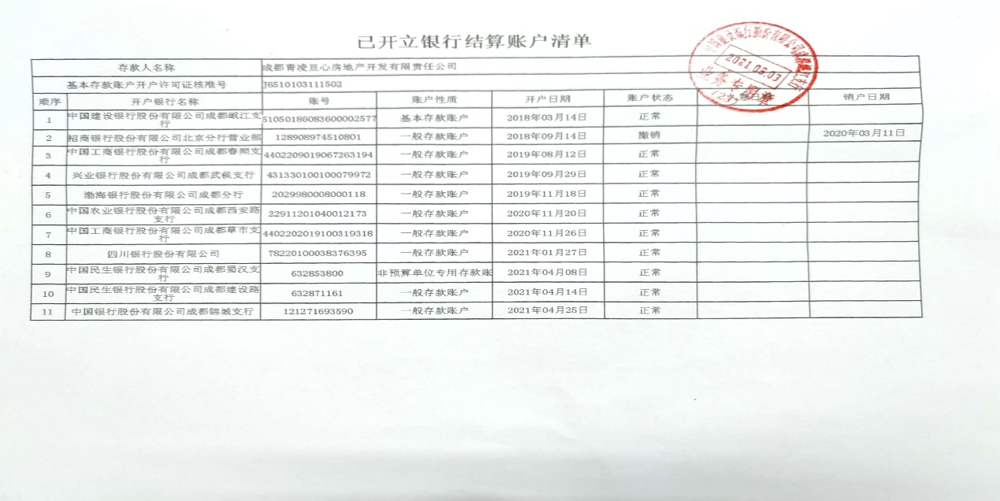 已开立银行结算账户清单
存款人名称 成都青凌亘心房地产开发有限责任公司
基本存款账户开户许可证核准号 J6510103111502
顺序 开户银行名称 账号 账户性质 开户日期 账户状态 日期 销户日期
1 中国建设银行股份有限公司成都岷江支行 51050186083600002577 基本存款账户 2018年03月14日 正常
2 招商银行股份有限公司北京分行营业部 128908974510801 一般存款账户 2018年09月14日 撤销 2020年03月11日
3 中国工商银行股份有限公司成都春熙支行 4402209019067263194 一般存款账户 2019年08月12日 正常
4 兴业银行股份有限公司成都武侯支行 431330100100079972 一般存款账户 2019年09月29日 正常
5 渤海银行股份有限公司成都分行 2029980008000118 一般存款账户 2019年11月18日 正常
6 中国农业银行股份有限公司成都西安路支行 22911201040012173 一般存款账户 2020年11月20日 正常
7 中国工商银行股份有限公司成都草市支行 4402202019100319318 一般存款账户 2020年11月26日 正常
8 四川银行股份有限公司 78220100038376395 一般存款账户 2021年01月27日 正常
9 中国民生银行股份有限公司成都蜀汉支行 632853800 非预算单位专用存款账 2021年04月08日 正常
10 中国民生银行股份有限公司成都建设路支行 632871161 一般存款账户 2021年04月14日 正常
11 中国银行股份有限公司成都锦城支行 121271693590 一般存款账户 2021年04月25日 正常
2021.06.03
业务专用章